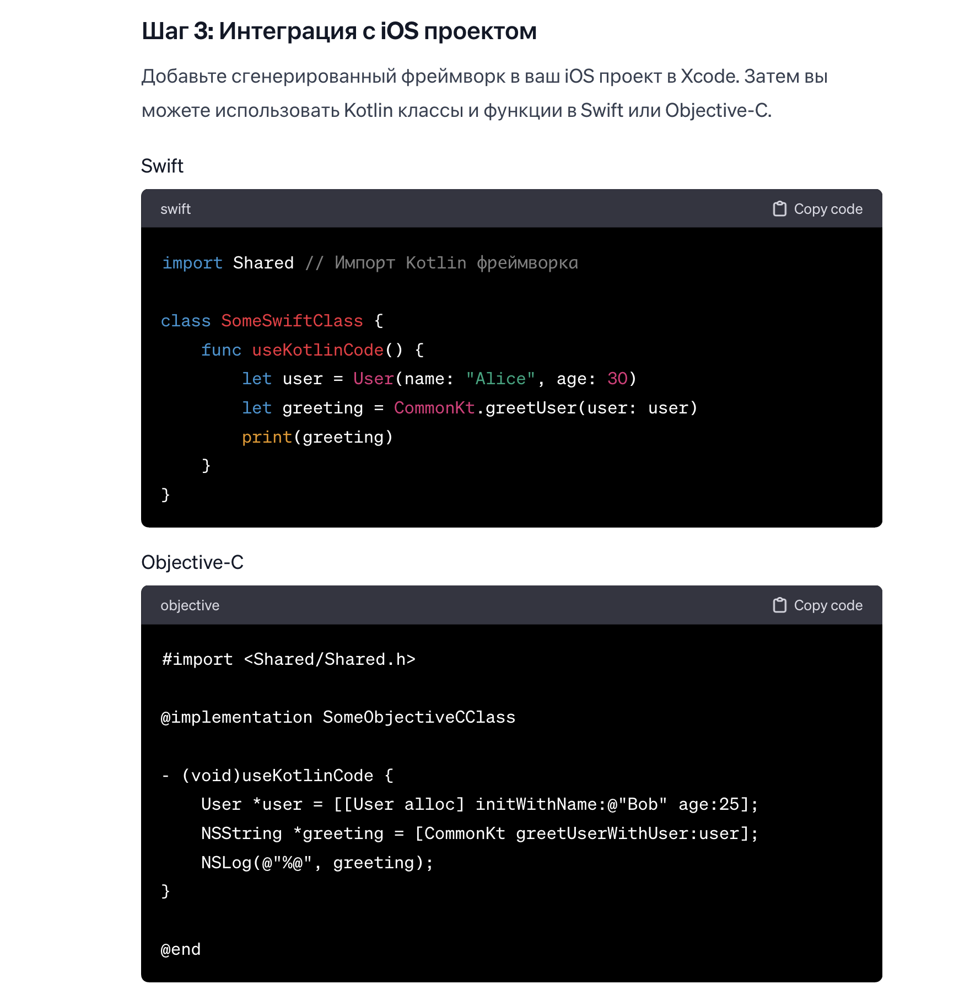 Шаг 3: Интеграция с iOS проектом
Добавьте сгенерированный фреймворк в ваш iOS проект в Xcode. Затем вы
можете использовать Kotlin классы и функции в Swift или Objective-C.
Swift
swift Copy code
import Shared // Импорт Kotlin фреймворка
class SomeSwiftClass {
    func useKotlinCode() {
        let user = User(name: "Alice", age: 30)
        let greeting = CommonKt.greetUser(user: user)
        print(greeting)
    }
}
Objective-C
objective Copy code
#import <Shared/Shared.h>
@implementation SomeObjectiveCClass
- (void)useKotlinCode {
    User *user = [[User alloc] initWithName:@"Bob" age:25];
    NSString *greeting = [CommonKt greetUserWithUser:user];
    NSLog(@"%@", greeting);
}
@end